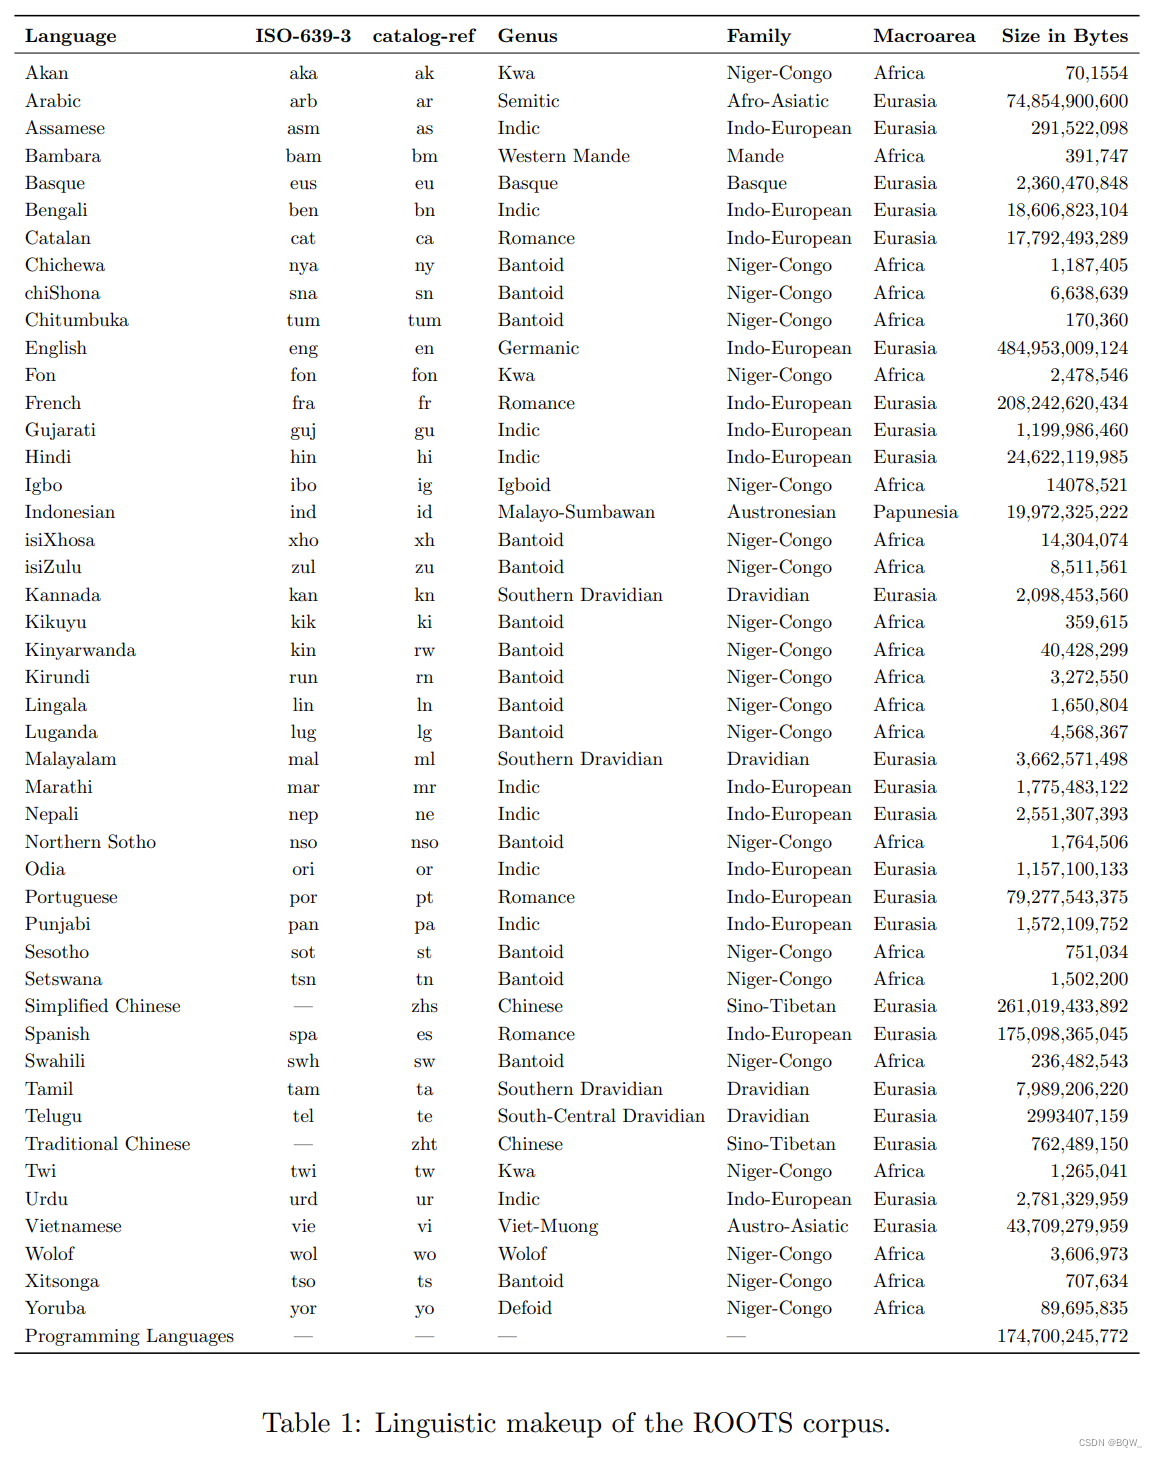 Language ISO-639-3 catalog-ref Genus Family Macroarea Size in Bytes
Akan aka ak Kwa Niger-Congo Africa 70,1554
Arabic arb ar Semitic Afro-Asiatic Eurasia 74,854,900,600
Assamese asm as Indic Indo-European Eurasia 291,522,098
Bambara bam bm Western Mande Mande Africa 391,747
Basque eus eu Basque Basque Eurasia 2,360,470,848
Bengali ben bn Indic Indo-European Eurasia 18,606,823,104
Catalan cat ca Romance Indo-European Eurasia 17,792,493,289
Chichewa nya ny Bantoid Niger-Congo Africa 1,187,405
chiShona sna sn Bantoid Niger-Congo Africa 6,638,639
Chitumbuka tum tum Bantoid Niger-Congo Africa 170,360
English eng en Germanic Indo-European Eurasia 484,953,009,124
Fon fon fon Kwa Niger-Congo Africa 2,478,546
French fra fr Romance Indo-European Eurasia 208,242,620,434
Gujarati guj gu Indic Indo-European Eurasia 1,199,986,460
Hindi hin hi Indic Indo-European Eurasia 24,622,119,985
Igbo ibo ig Igboid Niger-Congo Africa 14078,521
Indonesian ind id Malayo-Sumbawan Austronesian Papunesia 19,972,325,222
isiXhosa xho xh Bantoid Niger-Congo Africa 14,304,074
isiZulu zul zu Bantoid Niger-Congo Africa 8,511,561
Kannada kan kn Southern Dravidian Dravidian Eurasia 2,098,453,560
Kikuyu kik ki Bantoid Niger-Congo Africa 359,615
Kinyarwanda kin rw Bantoid Niger-Congo Africa 40,428,299
Kirundi run rn Bantoid Niger-Congo Africa 3,272,550
Lingala lin ln Bantoid Niger-Congo Africa 1,650,804
Luganda lug lg Bantoid Niger-Congo Africa 4,568,367
Malayalam mal ml Southern Dravidian Dravidian Eurasia 3,662,571,498
Marathi mar mr Indic Indo-European Eurasia 1,775,483,122
Nepali nep ne Indic Indo-European Eurasia 2,551,307,393
Northern Sotho nso nso Bantoid Niger-Congo Africa 1,764,506
Odia ori or Indic Indo-European Eurasia 1,157,100,133
Portuguese por pt Romance Indo-European Eurasia 79,277,543,375
Punjabi pan pa Indic Indo-European Eurasia 1,572,109,752
Sesotho sot st Bantoid Niger-Congo Africa 751,034
Setswana tsn tn Bantoid Niger-Congo Africa 1,502,200
Simplified Chinese — zhs Chinese Sino-Tibetan Eurasia 261,019,433,892
Spanish spa es Romance Indo-European Eurasia 175,098,365,045
Swahili swh sw Bantoid Niger-Congo Africa 236,482,543
Tamil tam ta Southern Dravidian Dravidian Eurasia 7,989,206,220
Telugu tel te South-Central Dravidian Dravidian Eurasia 2993407,159
Traditional Chinese — zht Chinese Sino-Tibetan Eurasia 762,489,150
Twi twi tw Kwa Niger-Congo Africa 1,265,041
Urdu urd ur Indic Indo-European Eurasia 2,781,329,959
Vietnamese vie vi Viet-Muong Austro-Asiatic Eurasia 43,709,279,959
Wolof wol wo Wolof Niger-Congo Africa 3,606,973
Xitsonga tso ts Bantoid Niger-Congo Africa 707,634
Yoruba yor yo Defoid Niger-Congo Africa 89,695,835
Programming Languages — — — — 174,700,245,772
Table 1: Linguistic makeup of the ROOTS corpus.
CSDN @BQW_